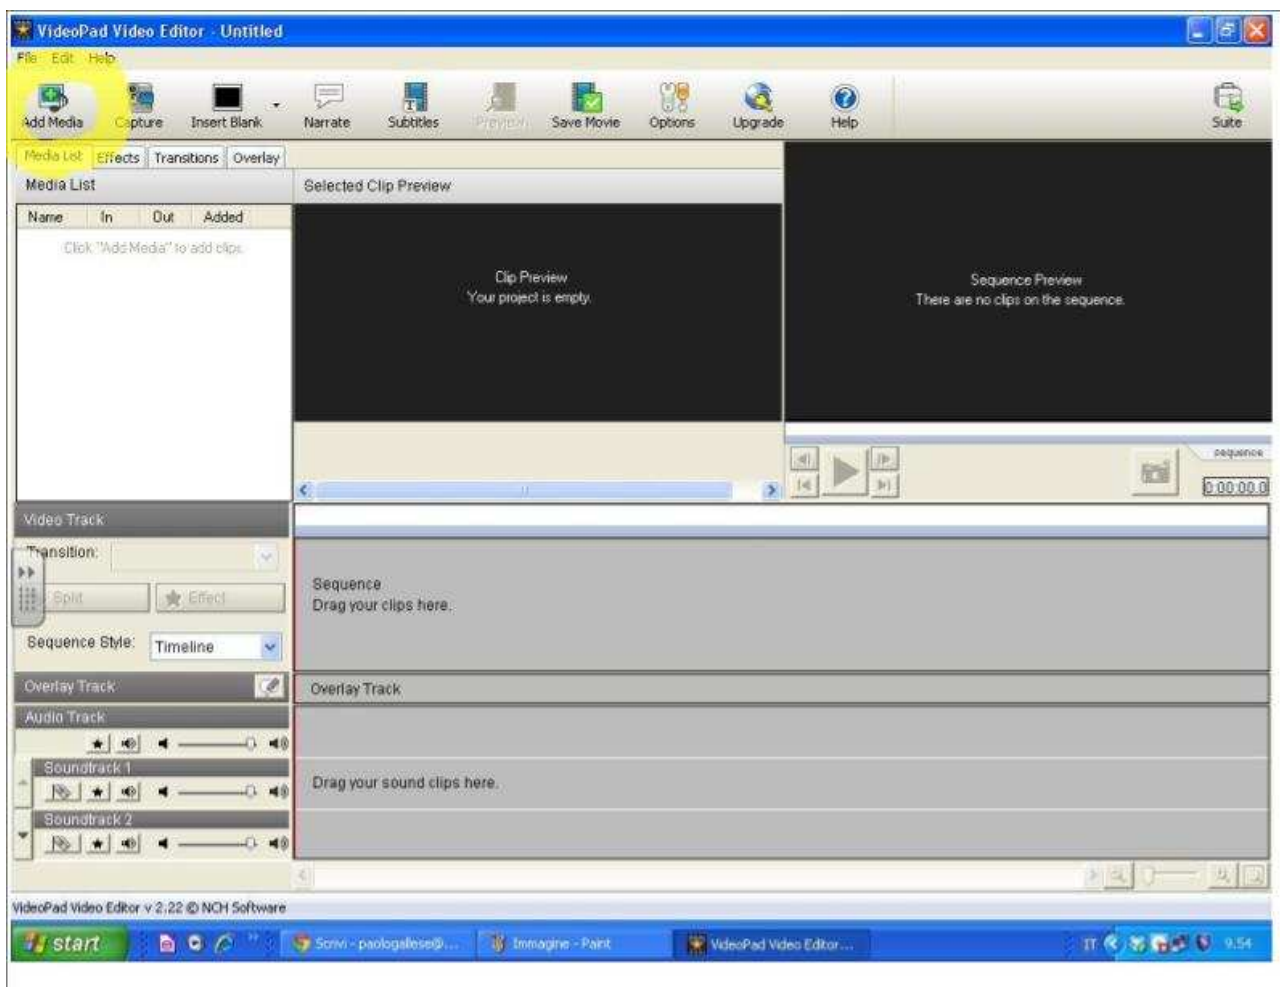 VideoPad Video Editor - Untitled
File Edit Help
Add Media Capture Insert Blank Narrate Subtitles Preview Save Movie Options Upgrade Help Suite
Media List Effects Transitions Overlay
Media List
Selected Clip Preview
Name In Out Added
Click "Add Media" to add clips.
Clip Preview
Your project is empty.
Sequence Preview
There are no clips on the sequence.
sequence
0:00:00.0
Video Track
Transition:
Split Effect
Sequence
Drag your clips here.
Sequence Style: Timeline
Overlay Track
Overlay Track
Audio Track
Soundtrack 1
Drag your sound clips here.
Soundtrack 2
VideoPad Video Editor v 2.22 © NCH Software
start Scrivi - paologallese@... Immagine - Paint VideoPad Video Editor ... IT 9.54